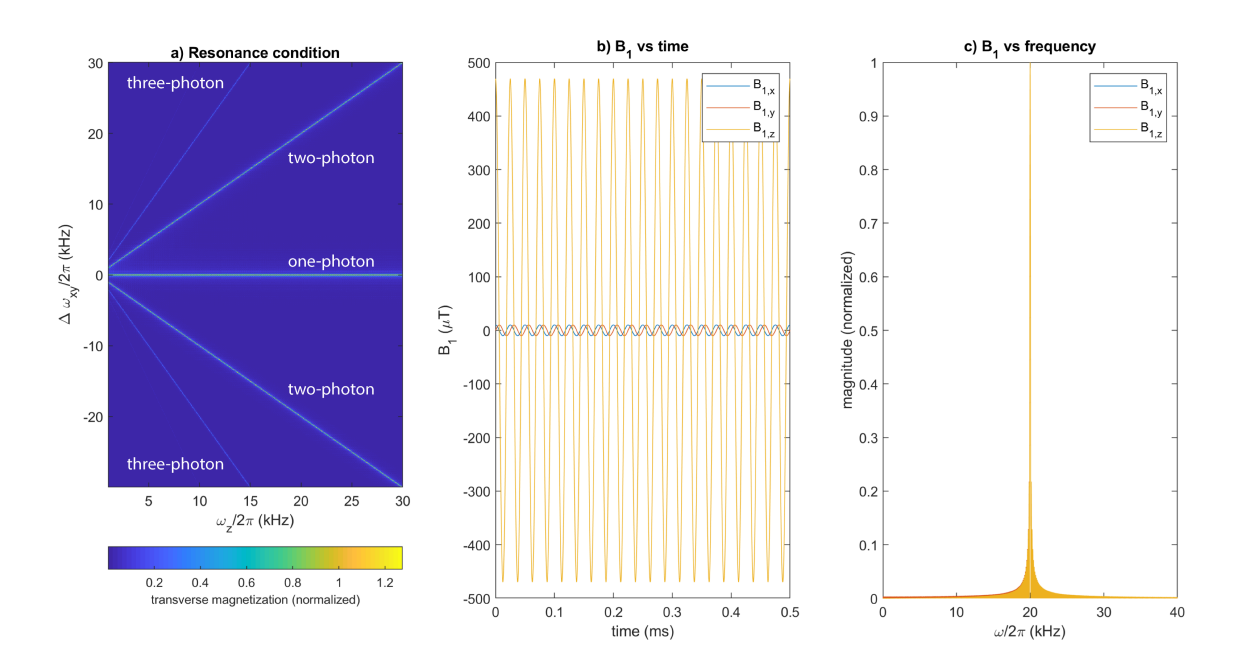 a) Resonance condition
30
20
10
0
-10
-20
Δ ω_xy/2π (kHz)
three-photon
two-photon
one-photon
two-photon
three-photon
5 10 15 20 25 30
ω_z/2π (kHz)
0.2 0.4 0.6 0.8 1 1.2
transverse magnetization (normalized)
b) B_1 vs time
500
400
300
200
100
0
-100
-200
-300
-400
-500
B_1 (μT)
B_1,x
B_1,y
B_1,z
0 0.1 0.2 0.3 0.4 0.5
time (ms)
c) B_1 vs frequency
1
0.9
0.8
0.7
0.6
0.5
0.4
0.3
0.2
0.1
0
magnitude (normalized)
B_1,x
B_1,y
B_1,z
0 10 20 30 40
ω/2π (kHz)